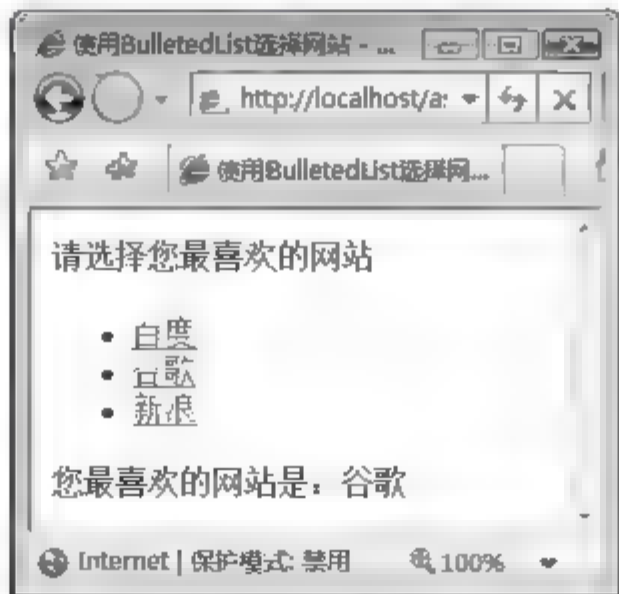 使用BulletedList选择网站 - ...
http://localhost/a:
使用BulletedList选择网...
请选择您最喜欢的网站
• 百度
• 谷歌
• 新浪
您最喜欢的网站是：谷歌
Internet | 保护模式: 禁用 100%